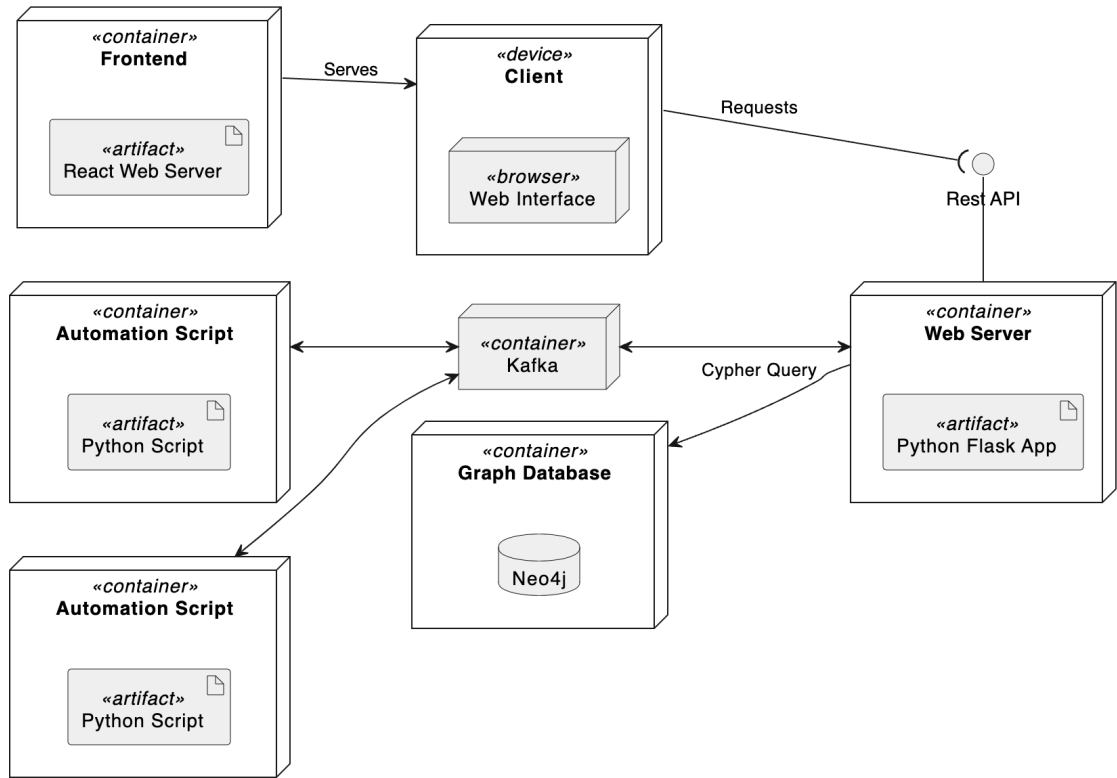 «container»
Frontend
«artifact»
React Web Server
Serves
«device»
Client
«browser»
Web Interface
Requests
Rest API
«container»
Automation Script
«artifact»
Python Script
«container»
Kafka
Cypher Query
«container»
Web Server
«artifact»
Python Flask App
«container»
Graph Database
Neo4j
«container»
Automation Script
«artifact»
Python Script